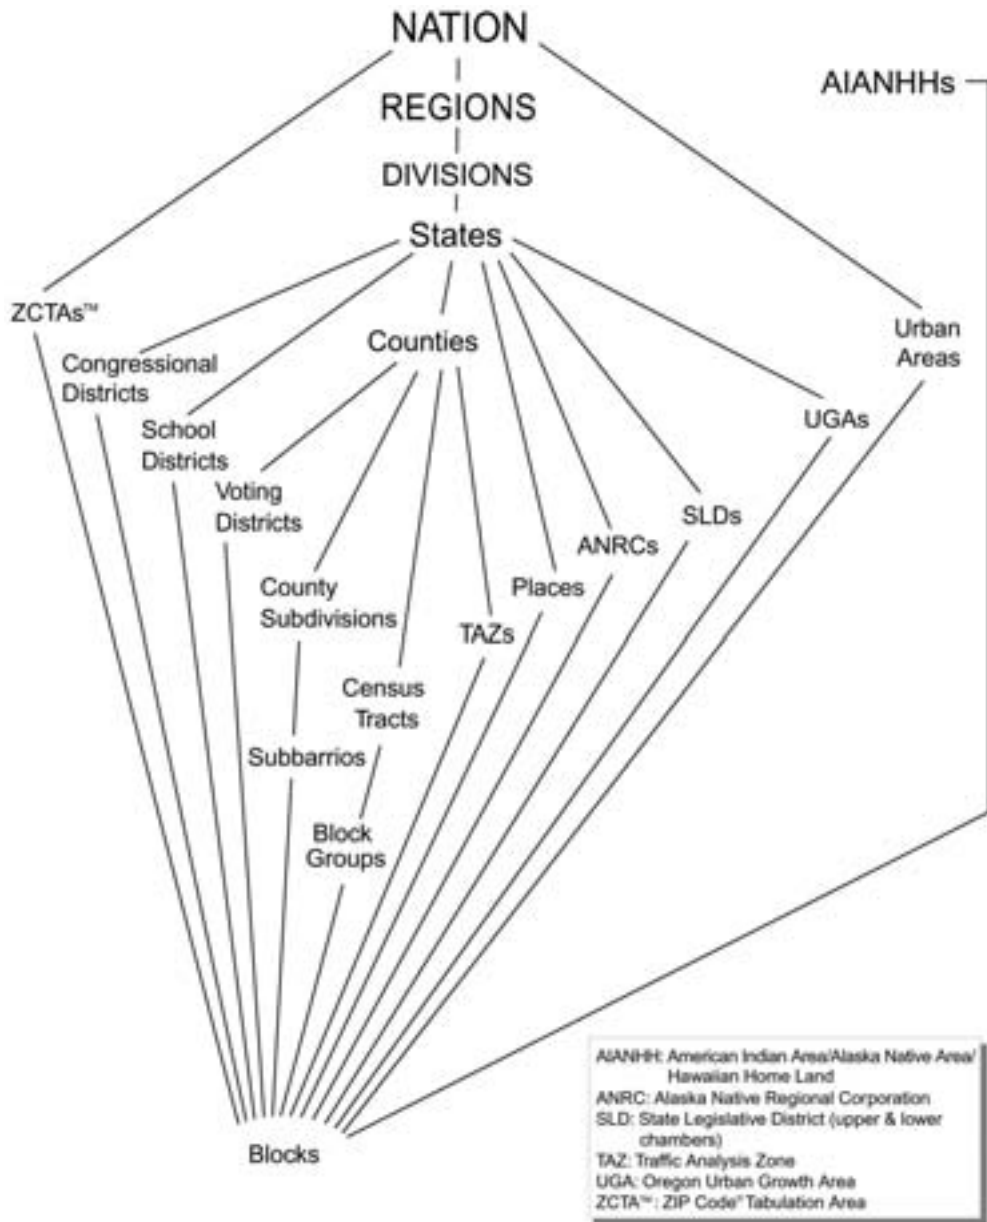 NATION
AIANHHs
REGIONS
DIVISIONS
States
ZCTAs™
Counties
Urban
Areas
Congressional
Districts
School
Districts
UGAs
Voting
Districts
SLDs
ANRCs
County
Subdivisions
Places
TAZs
Census
Tracts
Subbarrios
Block
Groups
Blocks
AIANHH: American Indian Area/Alaska Native Area/
Hawaiian Home Land
ANRC: Alaska Native Regional Corporation
SLD: State Legislative District (upper & lower
chambers)
TAZ: Traffic Analysis Zone
UGA: Oregon Urban Growth Area
ZCTA™: ZIP Code® Tabulation Area